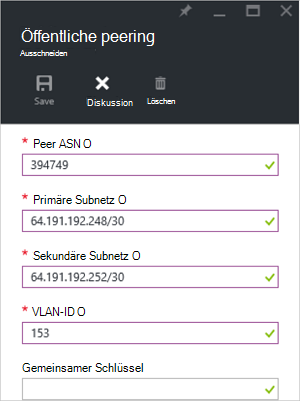 Öffentliche peering
Ausschneiden
Save
Diskussion
Löschen
* Peer ASN O
394749
* Primäre Subnetz O
64.191.192.248/30
* Sekundäre Subnetz O
64.191.192.252/30
* VLAN-ID O
153
Gemeinsamer Schlüssel